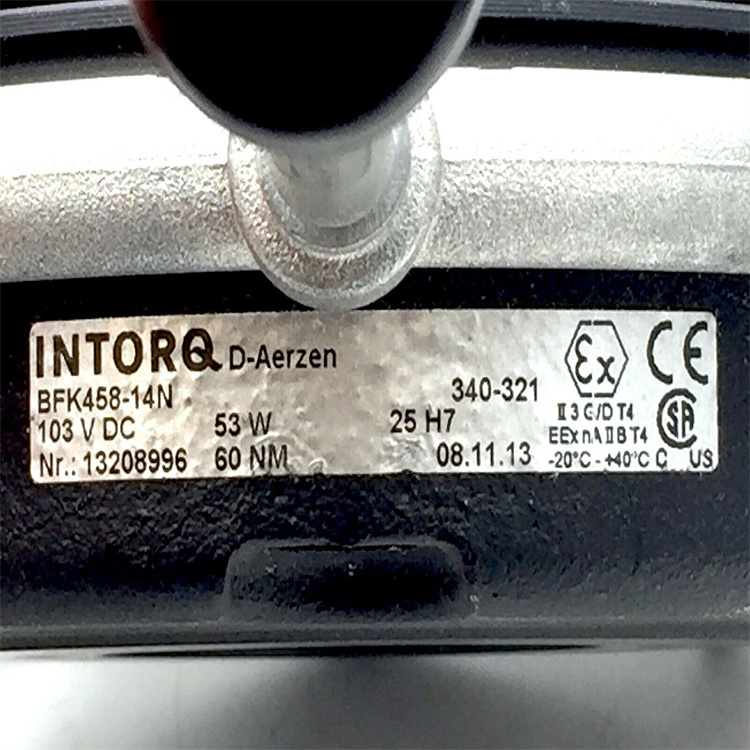 INTORQ D-Aerzen
BFK458-14N 340-321
103 V DC 53 W 25 H7
Nr.: 13208996 60 NM 08.11.13
Ex CE
II 3 G/D T4
EEx nA II B T4
-20°C - +40°C
C SA US